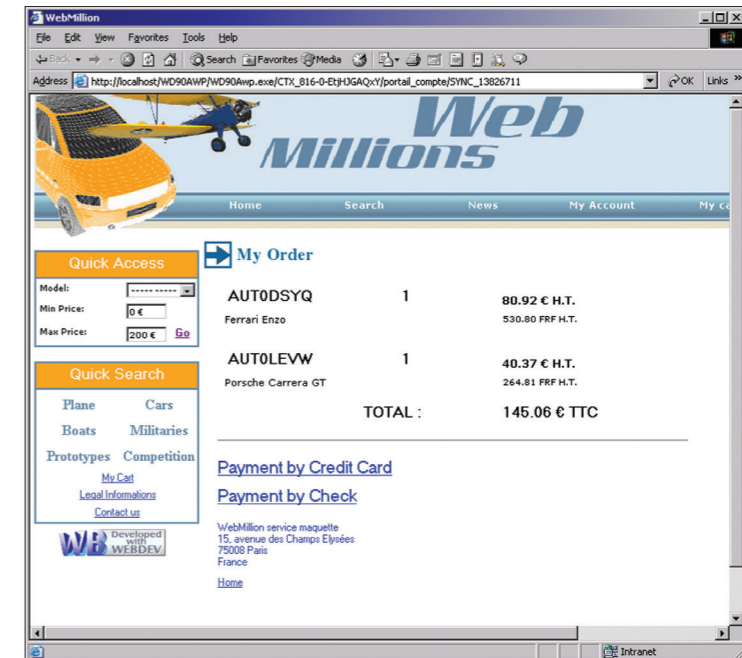 WebMillion
File Edit View Favorites Tools Help
Back Search Favorites Media
Address http://localhost/WD90AWP/WD90Awp.exe/CTX_816-0-EtjHJGAQxY/portail_compte/SYNC_13826711 OK Links »
Web
Millions
Home Search News My Account My ca
Quick Access
Model: ----- -----
Min Price: 0 €
Max Price: 200 € Go
Quick Search
Plane Cars
Boats Militaries
Prototypes Competition
My Cart
Legal Informations
Contact us
WB Developed with WEBDEV
My Order
AUT0DSYQ 1 80.92 € H.T.
Ferrari Enzo 530.80 FRF H.T.
AUT0LEVW 1 40.37 € H.T.
Porsche Carrera GT 264.81 FRF H.T.
TOTAL : 145.06 € TTC
Payment by Credit Card
Payment by Check
WebMillion service maquette
15, avenue des Champs Elysées
75008 Paris
France
Home
Intranet